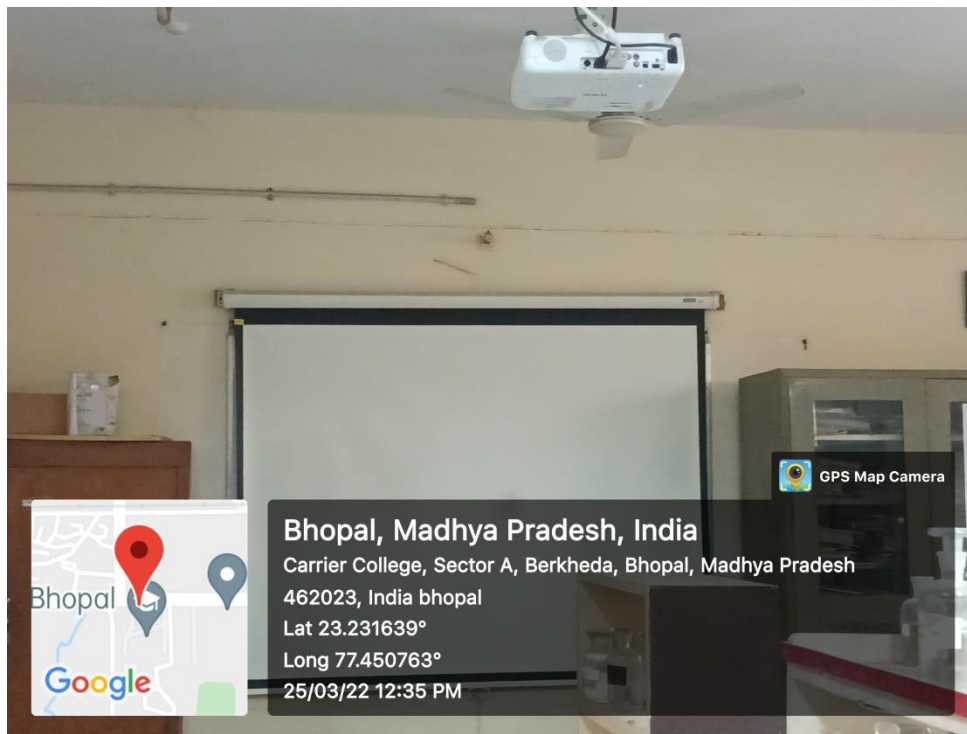 GPS Map Camera
Bhopal, Madhya Pradesh, India
Carrier College, Sector A, Berkheda, Bhopal, Madhya Pradesh
462023, India bhopal
Lat 23.231639°
Long 77.450763°
25/03/22 12:35 PM
Bhopal
Google